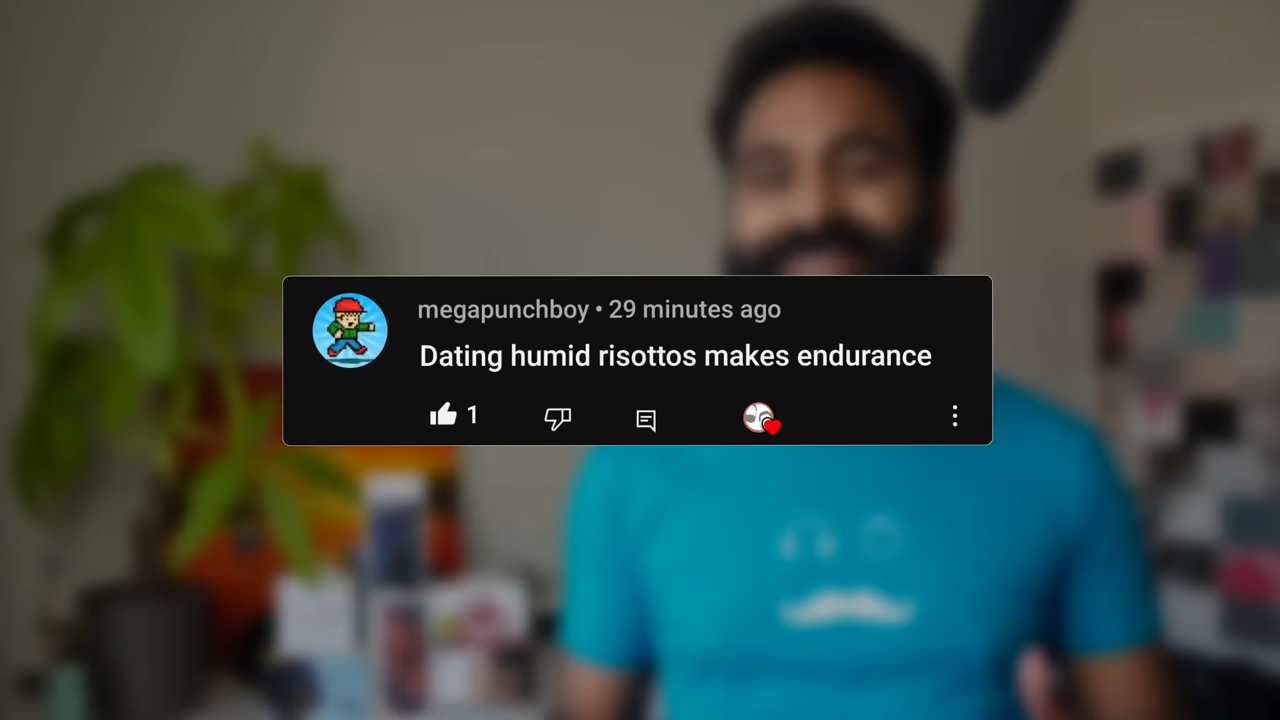 megapunchboy • 29 minutes ago
Dating humid risottos makes endurance
1